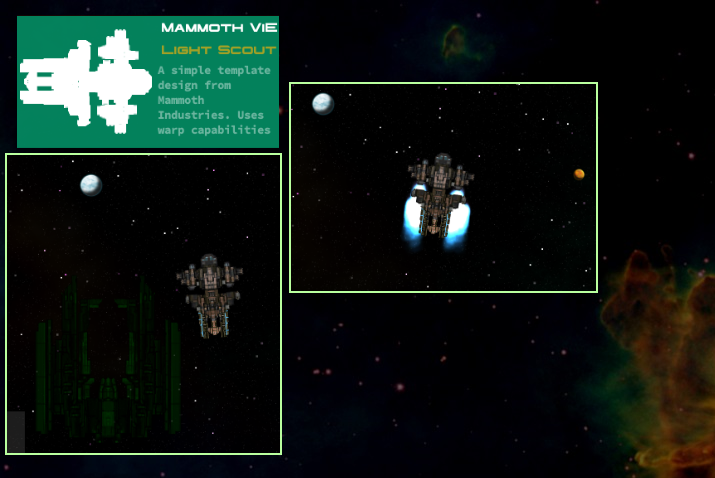 Mammoth ViE
Light Scout
A simple template
design from
Mammoth
Industries. Uses
warp capabilities